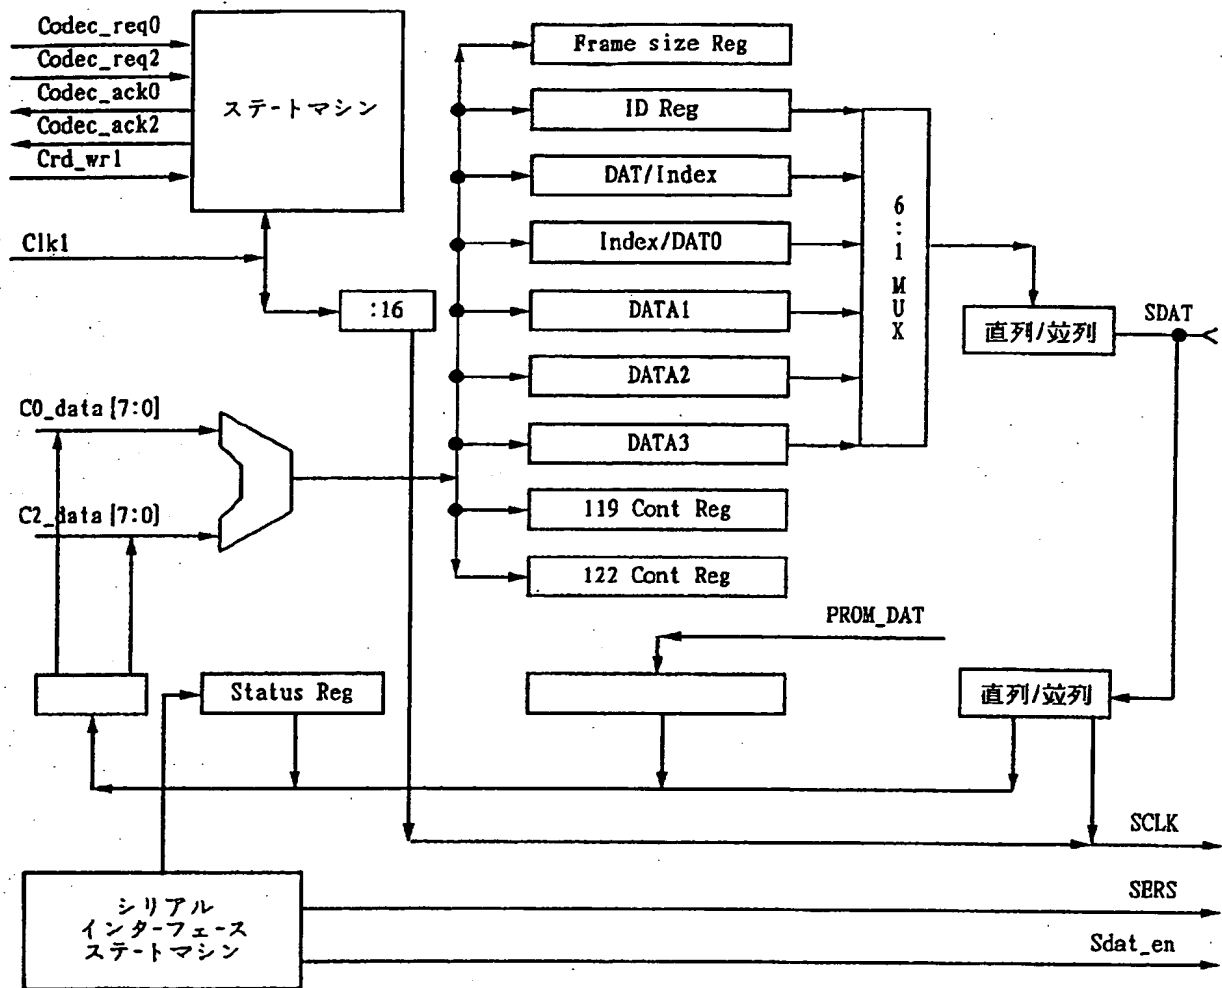 Codec_req0
Codec_req2
Codec_ack0
Codec_ack2
Crd_wr1
ステートマシン
Clk1
:16
Frame size Reg
ID Reg
DAT/Index
Index/DAT0
DATA1
DATA2
DATA3
119 Cont Reg
122 Cont Reg
6:1 MUX
直列/並列
SDAT
C0_data[7:0]
C2_data[7:0]
PROM_DAT
Status Reg
直列/並列
SCLK
シリアル
インターフェース
ステートマシン
SERS
Sdat_en